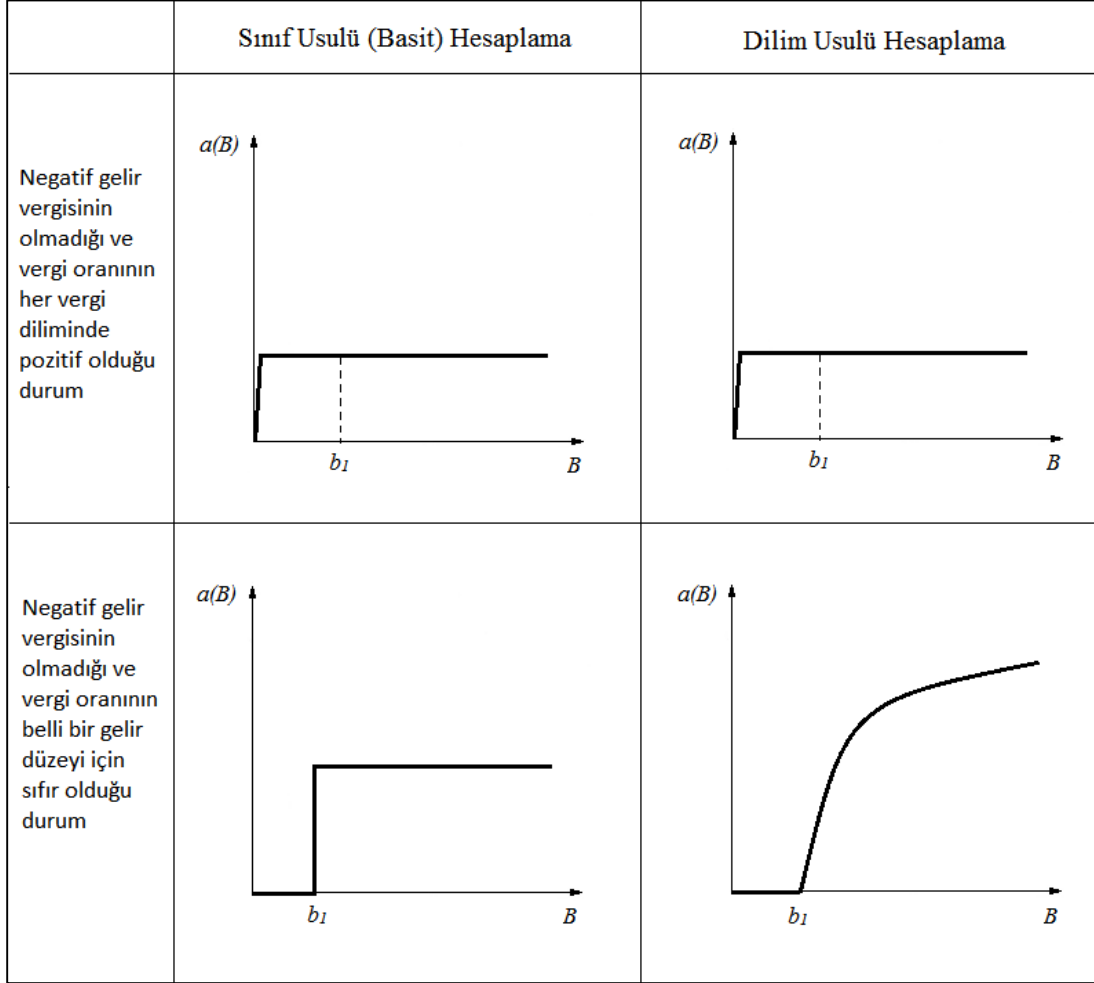 Sınıf Usulü (Basit) Hesaplama
Dilim Usulü Hesaplama
Negatif gelir
vergisinin
olmadığı ve
vergi oranının
her vergi
diliminde
pozitif olduğu
durum
a(B)
b1
B
a(B)
b1
B
Negatif gelir
vergisinin
olmadığı ve
vergi oranının
belli bir gelir
düzeyi için
sıfır olduğu
durum
a(B)
b1
B
a(B)
b1
B